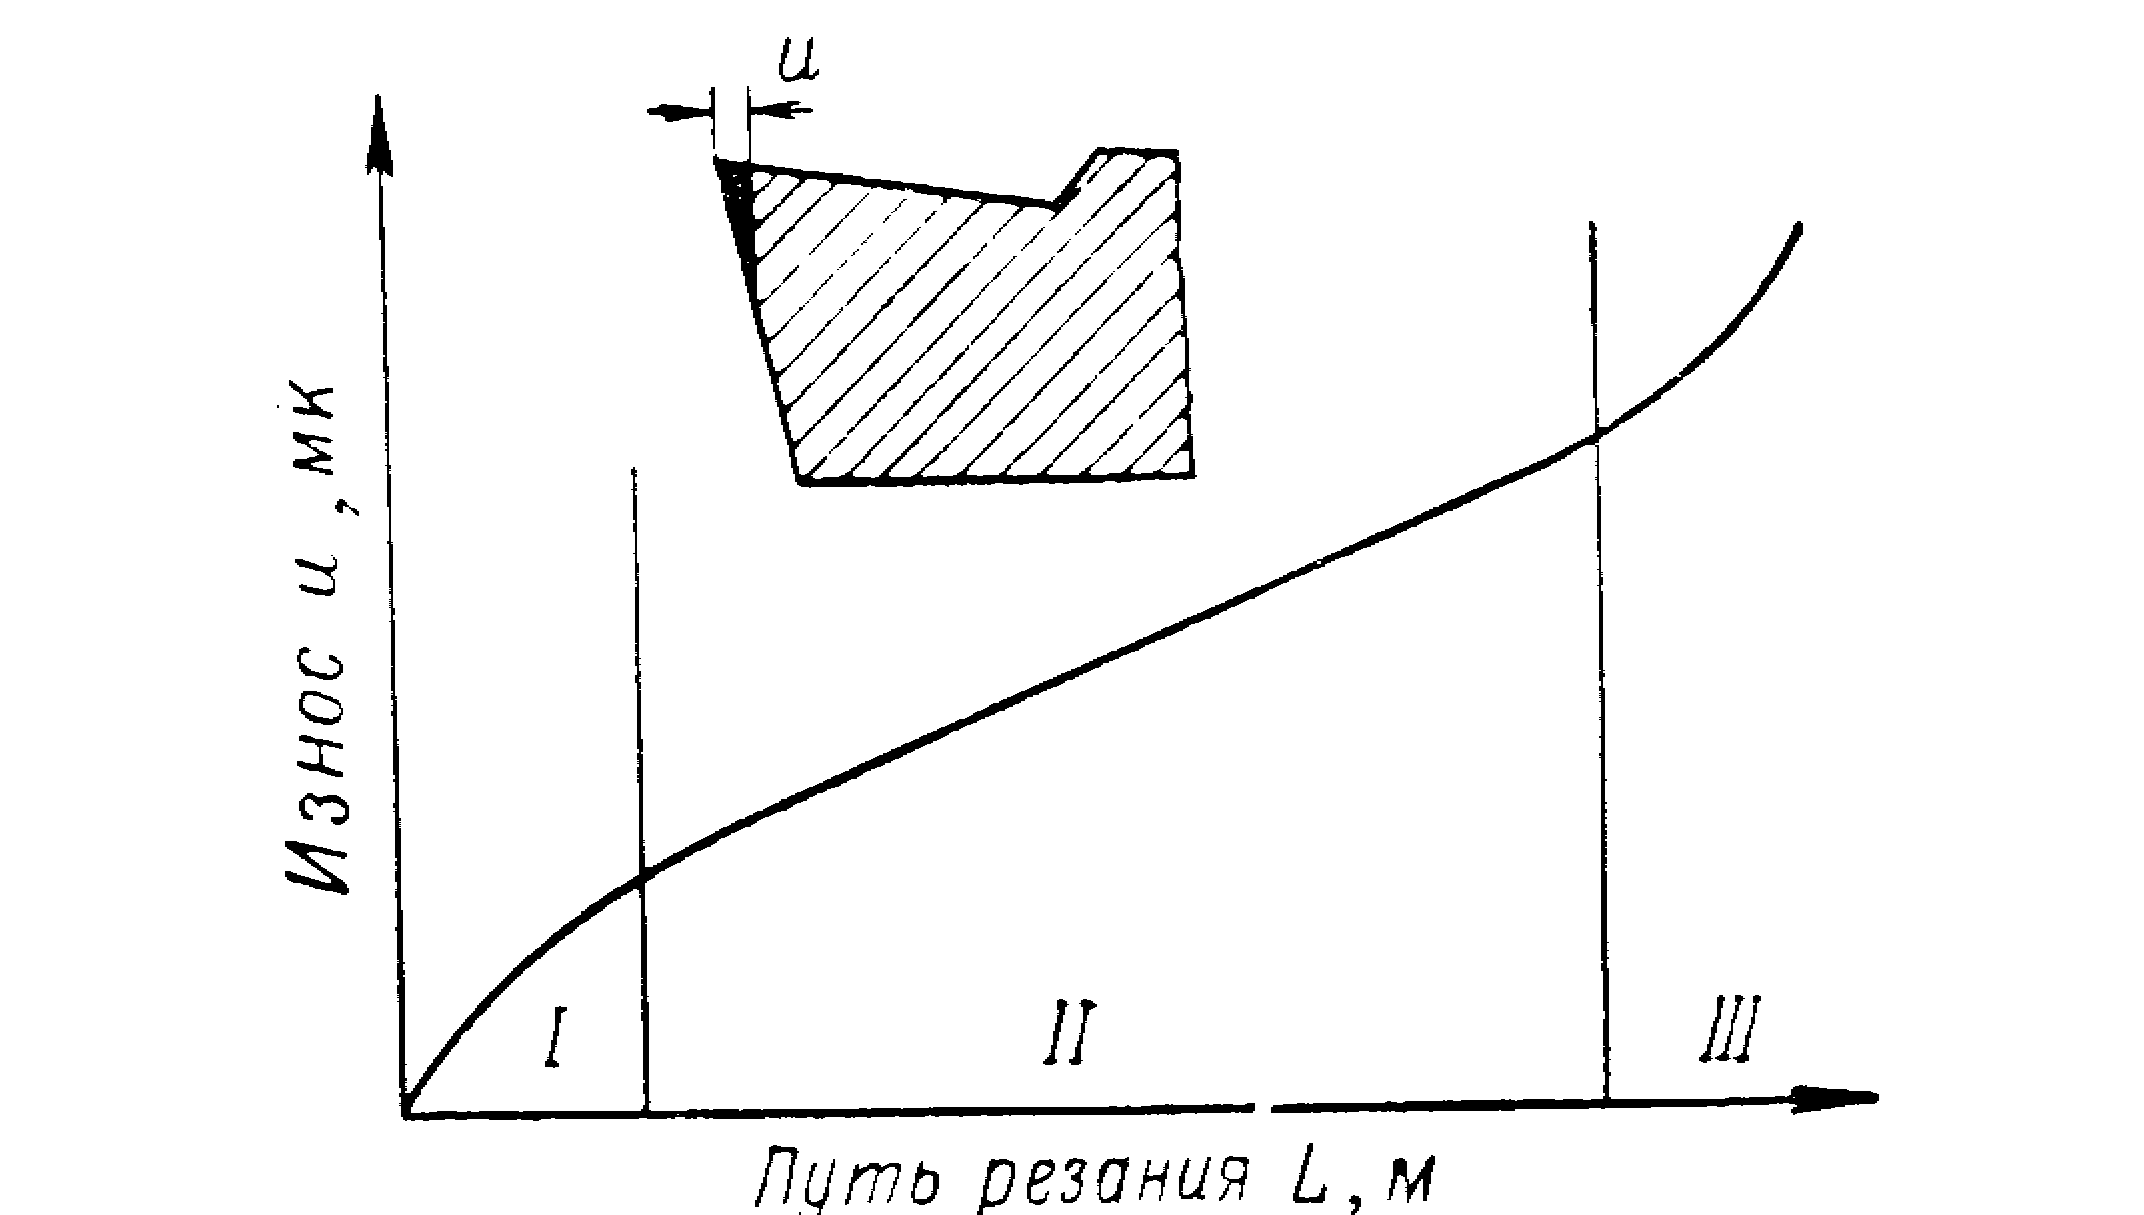 u
Износ u, мк
I
II
III
Путь резания L, м